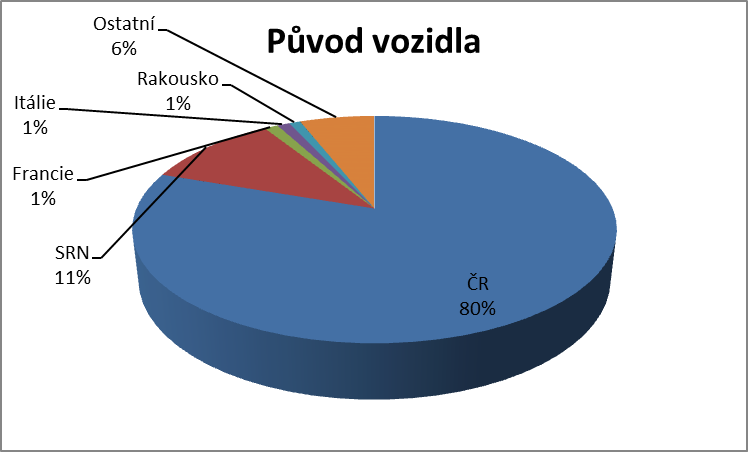 Původ vozidla
Ostatní
6%
Rakousko
1%
Itálie
1%
Francie
1%
SRN
11%
ČR
80%